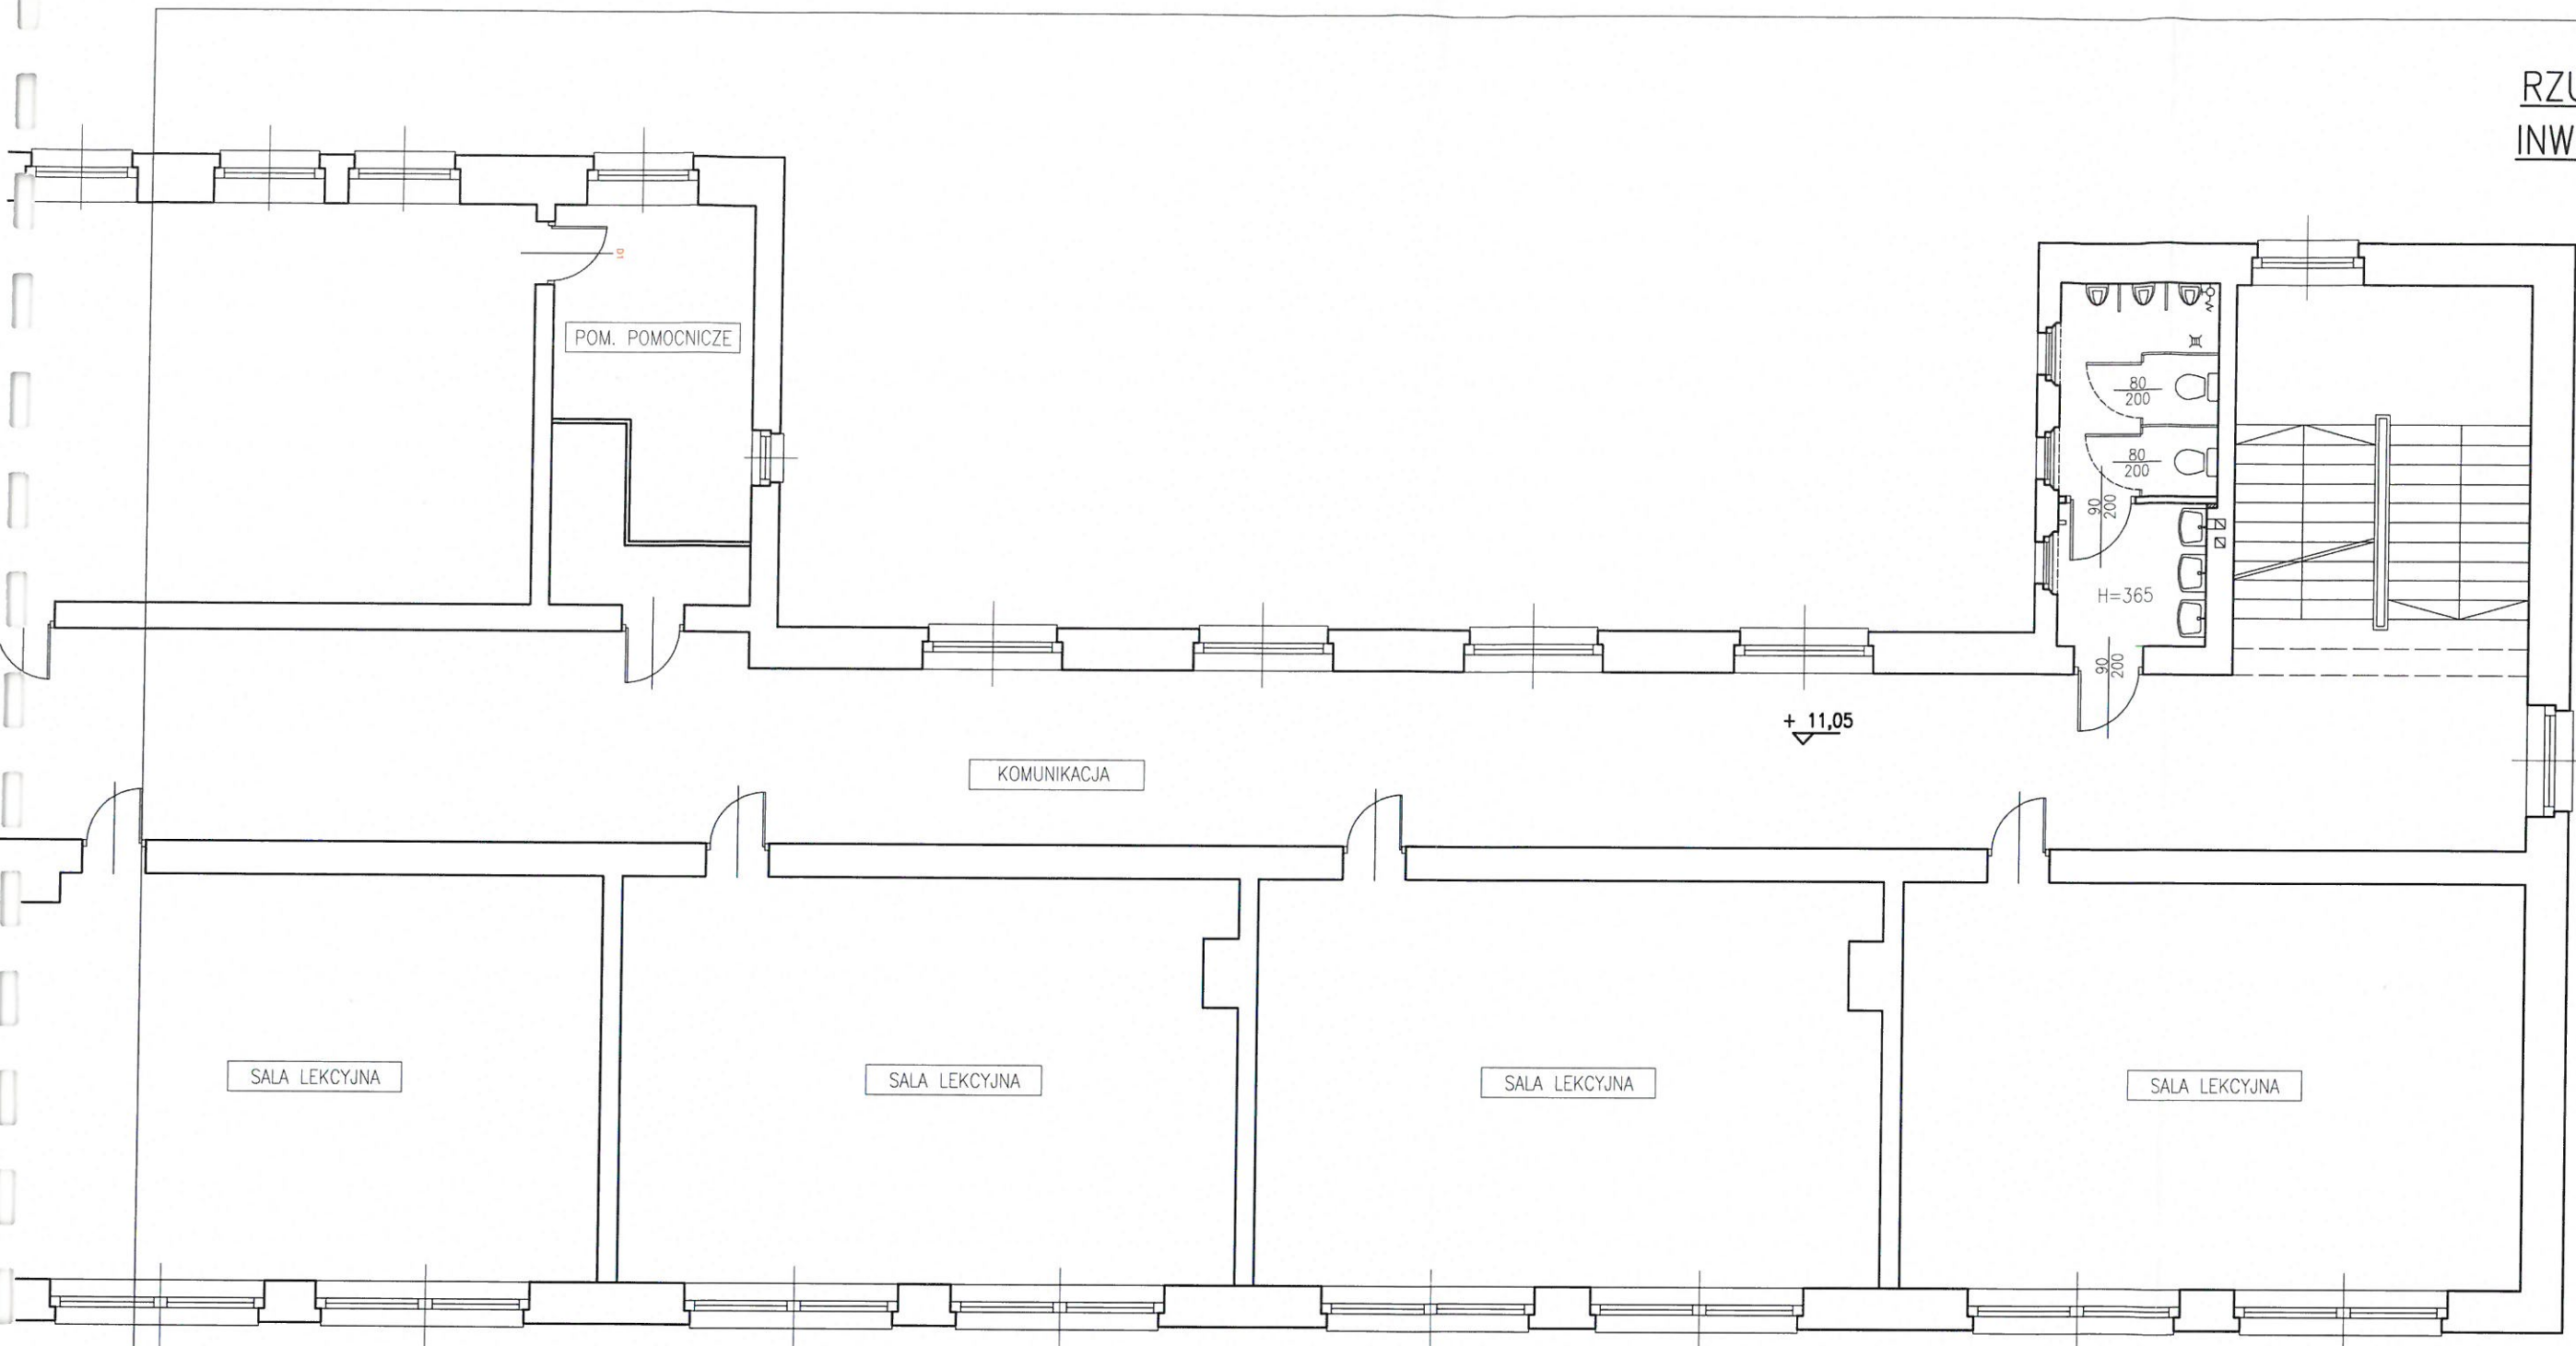 RZU
INW
D1
POM. POMOCNICZE
80
200
80
200
90
200
H=365
90
200
+ 11,05
KOMUNIKACJA
SALA LEKCYJNA
SALA LEKCYJNA
SALA LEKCYJNA
SALA LEKCYJNA